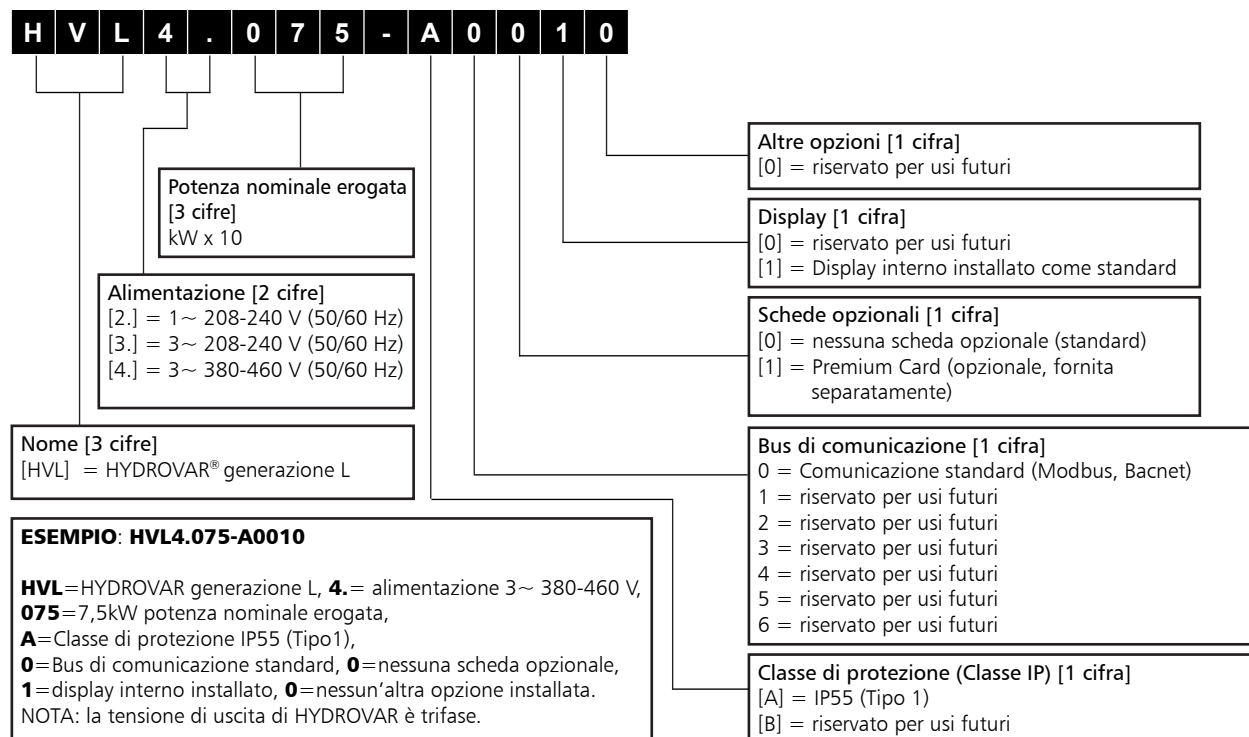 HVL4.075-A0010
Potenza nominale erogata
[3 cifre]
kW x 10
Alimentazione [2 cifre]
[2.] = 1~ 208-240 V (50/60 Hz)
[3.] = 3~ 208-240 V (50/60 Hz)
[4.] = 3~ 380-460 V (50/60 Hz)
Nome [3 cifre]
[HVL] = HYDROVAR® generazione L
ESEMPIO: HVL4.075-A0010
HVL=HYDROVAR generazione L, 4.= alimentazione 3~ 380-460 V,
075=7,5kW potenza nominale erogata,
A=Classe di protezione IP55 (Tipo1),
0=Bus di comunicazione standard, 0=nessuna scheda opzionale,
1=display interno installato, 0=nessun'altra opzione installata.
NOTA: la tensione di uscita di HYDROVAR è trifase.
Altre opzioni [1 cifra]
[0] = riservato per usi futuri
Display [1 cifra]
[0] = riservato per usi futuri
[1] = Display interno installato come standard
Schede opzionali [1 cifra]
[0] = nessuna scheda opzionale (standard)
[1] = Premium Card (opzionale, fornita
separatamente)
Bus di comunicazione [1 cifra]
0 = Comunicazione standard (Modbus, Bacnet)
1 = riservato per usi futuri
2 = riservato per usi futuri
3 = riservato per usi futuri
4 = riservato per usi futuri
5 = riservato per usi futuri
6 = riservato per usi futuri
Classe di protezione (Classe IP) [1 cifra]
[A] = IP55 (Tipo 1)
[B] = riservato per usi futuri